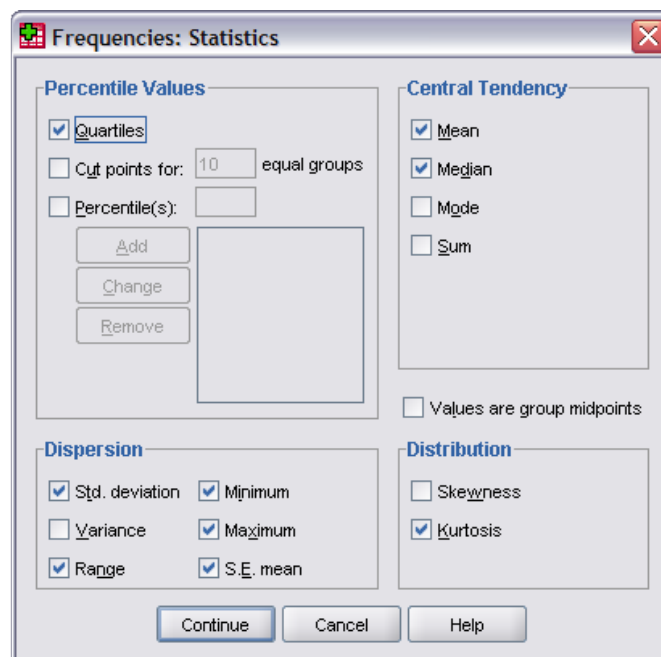 Frequencies: Statistics
Percentile Values
Quartiles
Cut points for: 10 equal groups
Percentile(s):
Add
Change
Remove
Central Tendency
Mean
Median
Mode
Sum
Values are group midpoints
Dispersion
Std. deviation Minimum
Variance Maximum
Range S.E. mean
Distribution
Skewness
Kurtosis
Continue Cancel Help